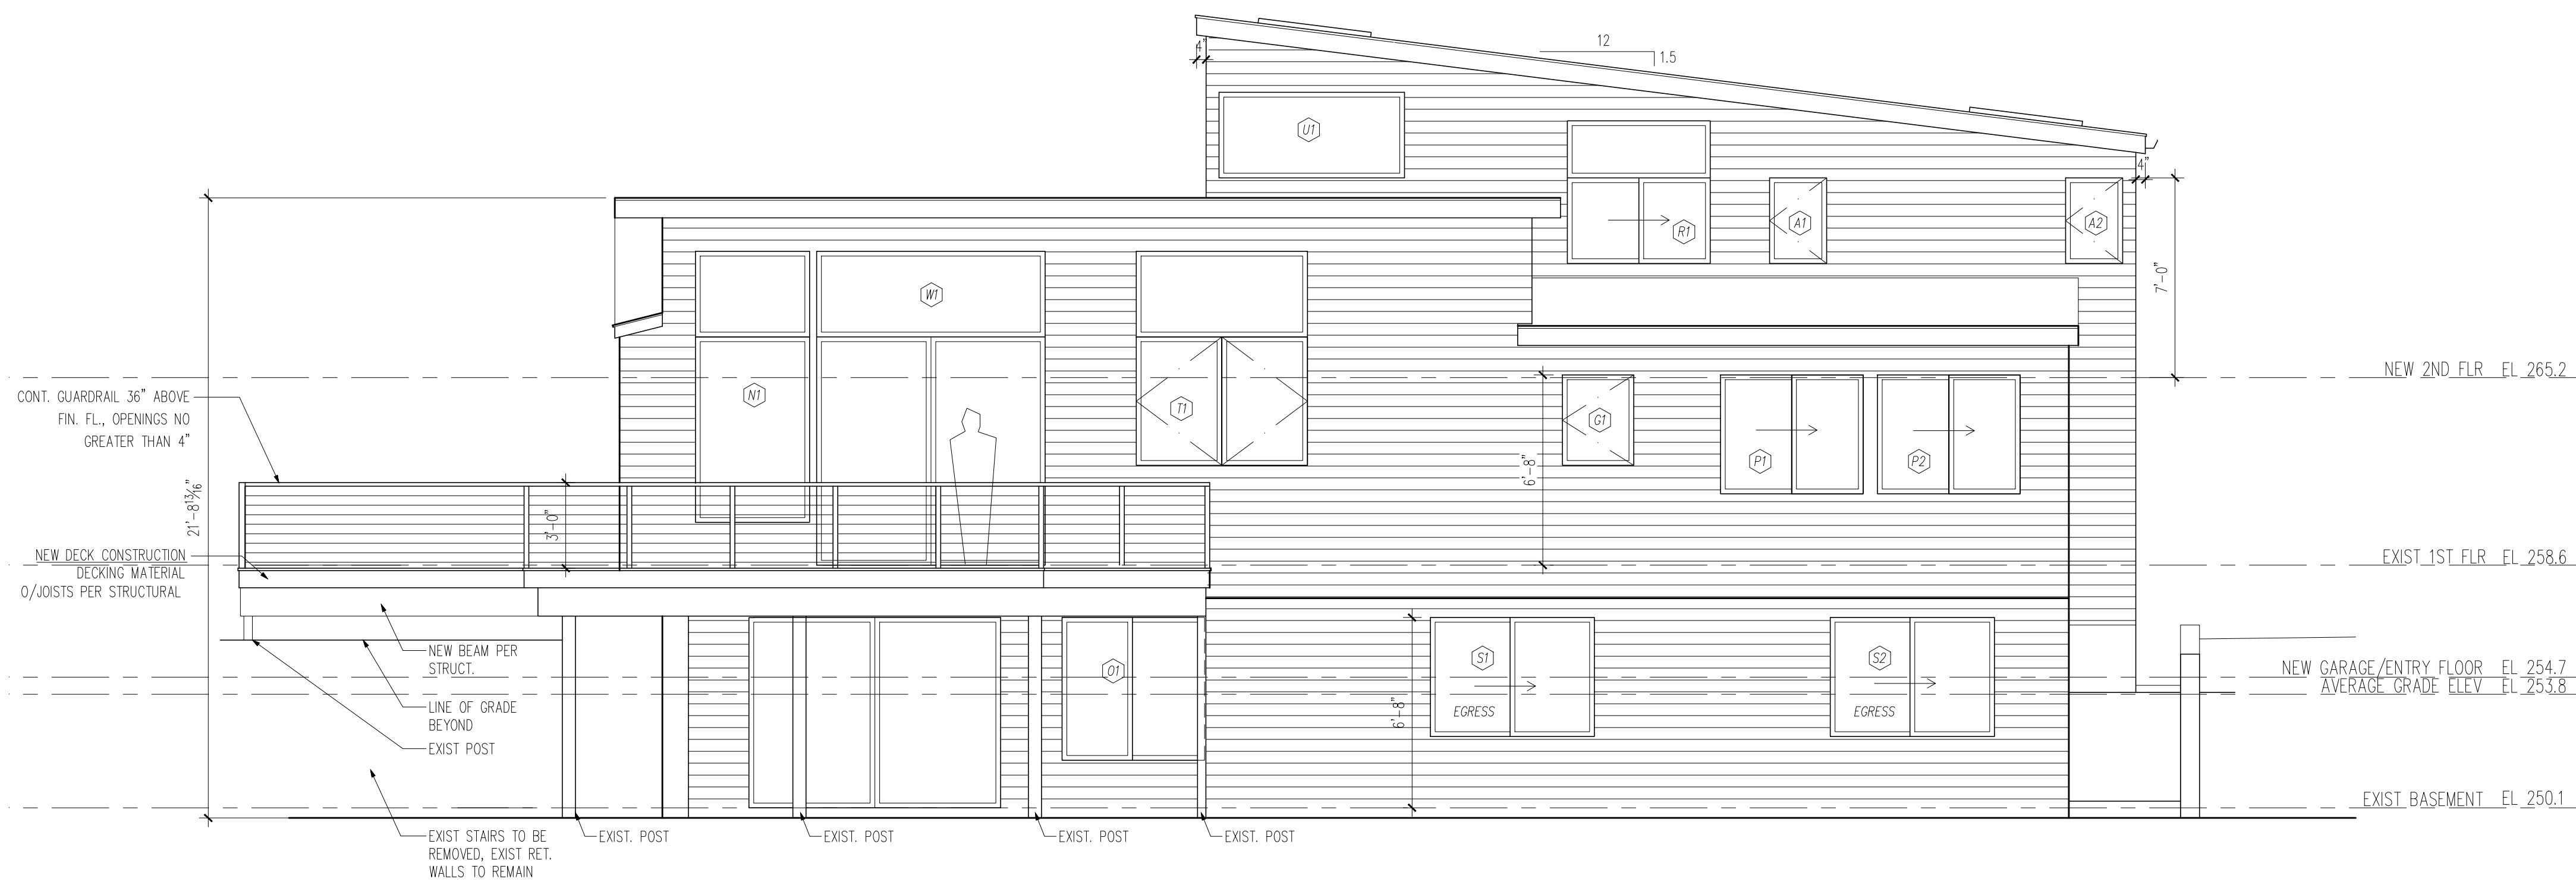 12
1.5
4"
U1
4"
R1
A1
A2
7'-0"
W1
NEW 2ND FLR EL 265.2
CONT. GUARDRAIL 36" ABOVE
FIN. FL., OPENINGS NO
GREATER THAN 4"
N1
T1
G1
P1
P2
6'-8"
21'-8 13/16"
3'-0"
NEW DECK CONSTRUCTION
DECKING MATERIAL
O/JOISTS PER STRUCTURAL
EXIST 1ST FLR EL 258.6
NEW BEAM PER
STRUCT.
O1
S1
S2
NEW GARAGE/ENTRY FLOOR EL 254.7
AVERAGE GRADE ELEV EL 253.8
LINE OF GRADE
BEYOND
EGRESS
EGRESS
6'-8"
EXIST POST
EXIST BASEMENT EL 250.1
EXIST STAIRS TO BE
REMOVED, EXIST RET.
WALLS TO REMAIN
EXIST. POST
EXIST. POST
EXIST. POST
EXIST. POST